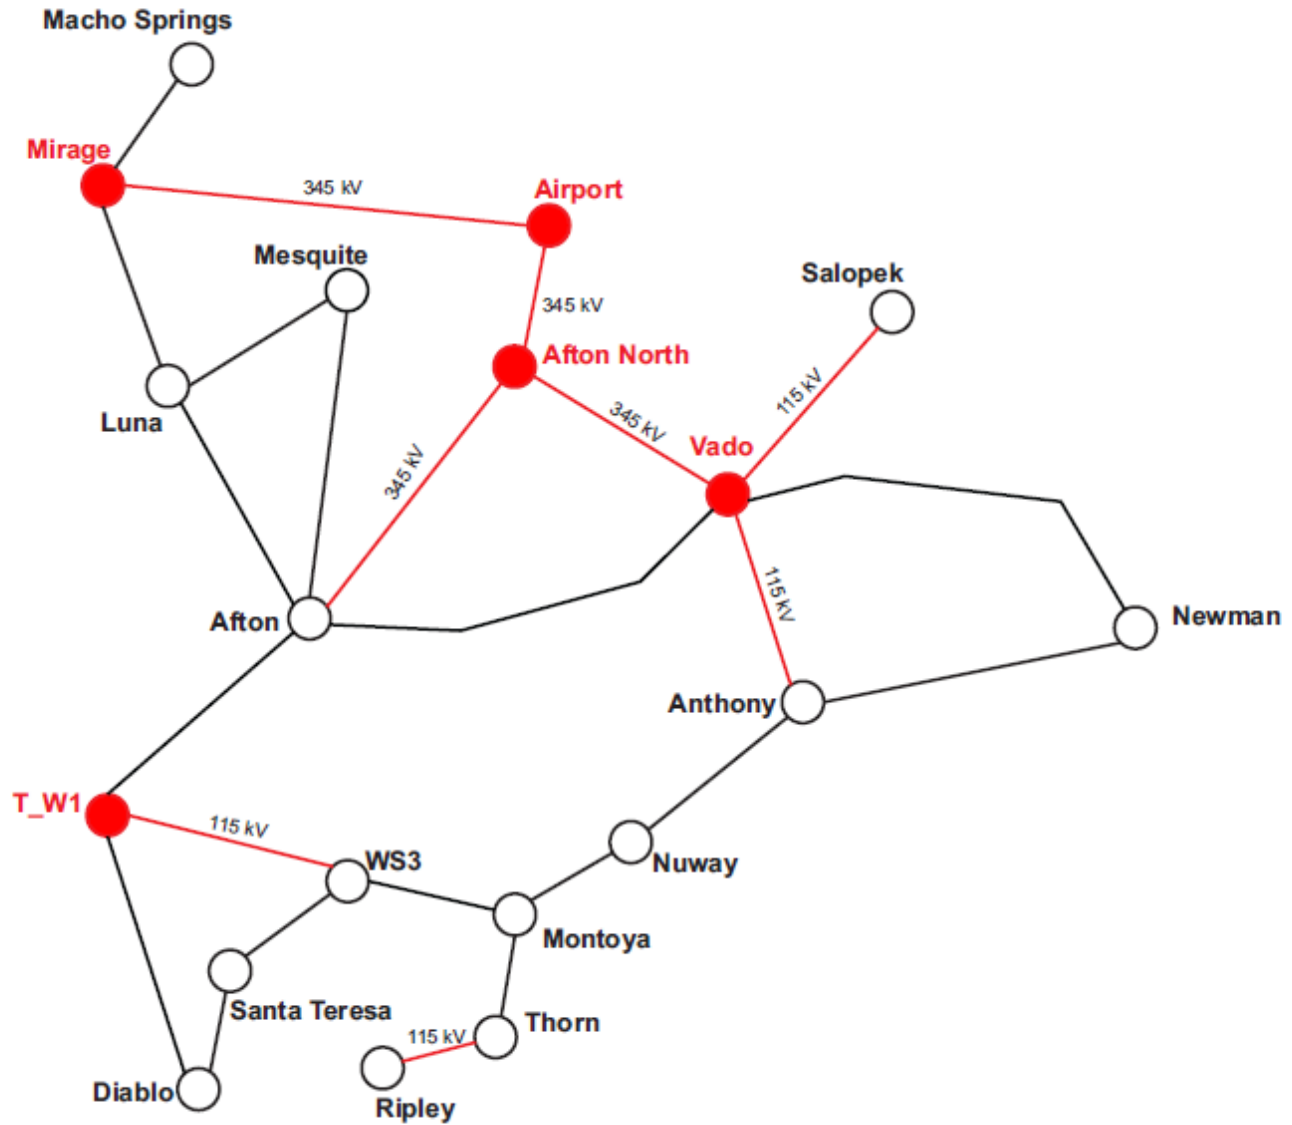 Macho Springs
Mirage
345 kV
Airport
Mesquite
Salopek
345 kV
Afton North
115 kV
Luna
345 kV
Vado
345 kV
115 kV
Afton
Newman
Anthony
T_W1
115 kV
WS3
Nuway
Montoya
Santa Teresa
Thorn
115 kV
Diablo
Ripley